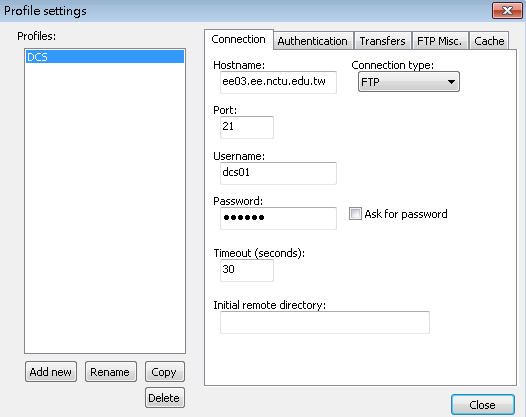 Profile settings
Profiles:
DCS
Add new
Rename
Copy
Delete
Connection
Authentication
Transfers
FTP Misc.
Cache
Hostname:
ee03.ee.nctu.edu.tw
Connection type:
FTP
Port:
21
Username:
dcs01
Password:
●●●●●●
Ask for password
Timeout (seconds):
30
Initial remote directory:
Close